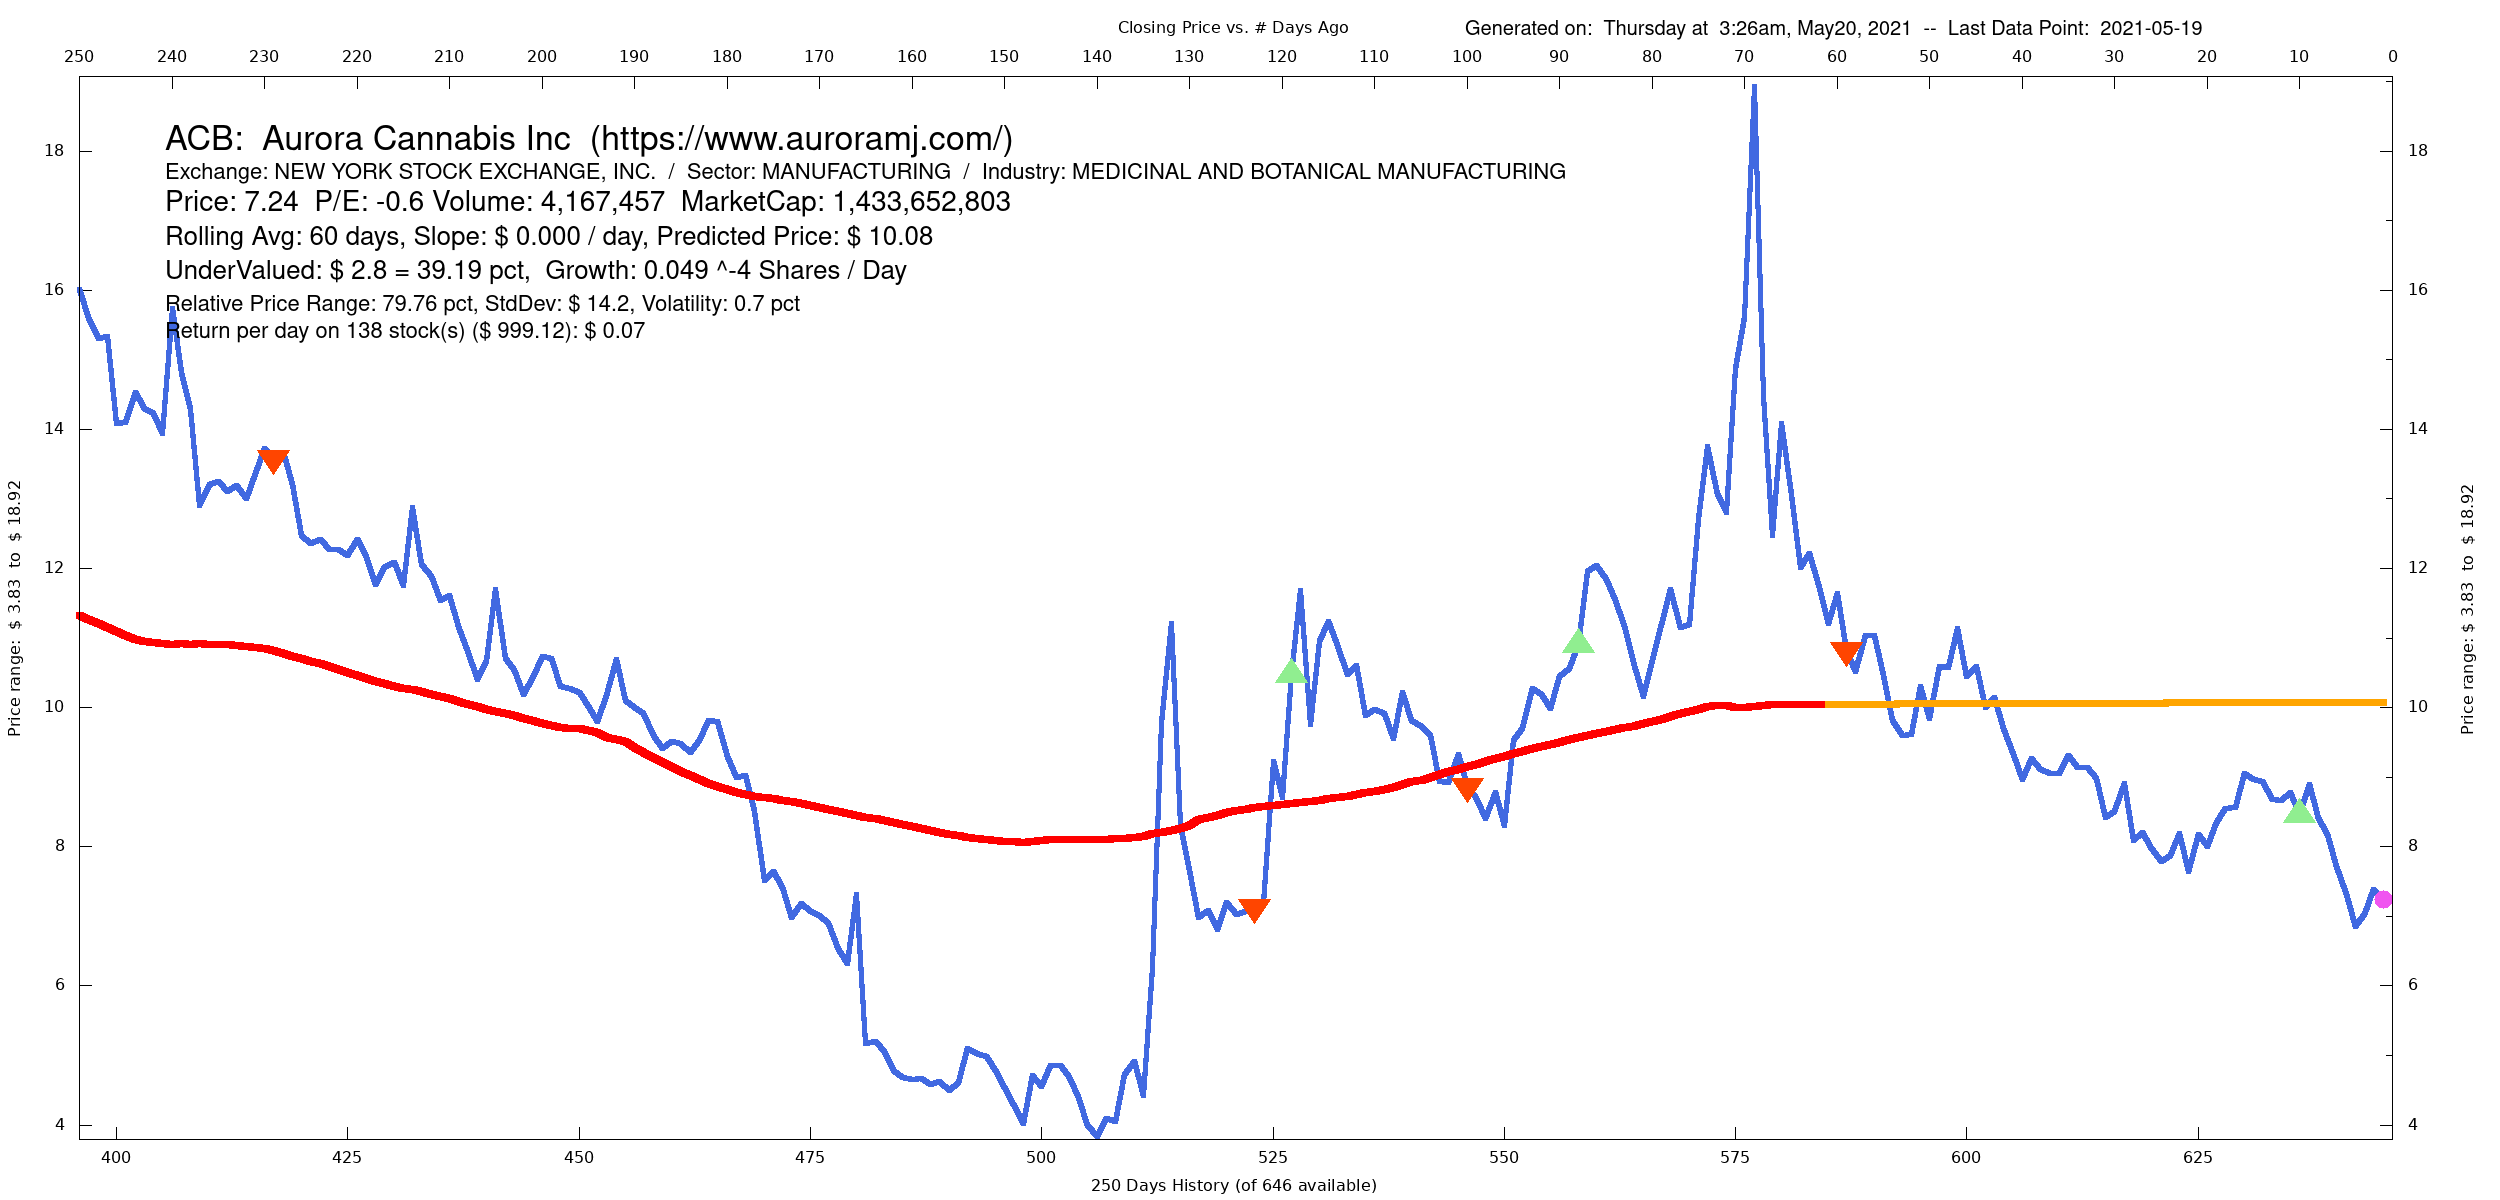 Closing Price vs. # Days Ago
Generated on: Thursday at 3:26am, May20, 2021 -- Last Data Point: 2021-05-19
250 240 230 220 210 200 190 180 170 160 150 140 130 120 110 100 90 80 70 60 50 40 30 20 10 0
ACB: Aurora Cannabis Inc (https://www.auroramj.com/)
Exchange: NEW YORK STOCK EXCHANGE, INC. / Sector: MANUFACTURING / Industry: MEDICINAL AND BOTANICAL MANUFACTURING
Price: 7.24 P/E: -0.6 Volume: 4,167,457 MarketCap: 1,433,652,803
Rolling Avg: 60 days, Slope: $ 0.000 / day, Predicted Price: $ 10.08
UnderValued: $ 2.8 = 39.19 pct, Growth: 0.049 ^-4 Shares / Day
Relative Price Range: 79.76 pct, StdDev: $ 14.2, Volatility: 0.7 pct
Return per day on 138 stock(s) ($ 999.12): $ 0.07
18 18
16 16
14 14
12 12
10 10
8 8
6 6
4 4
Price range: $ 3.83 to $ 18.92
Price range: $ 3.83 to $ 18.92
400 425 450 475 500 525 550 575 600 625
250 Days History (of 646 available)